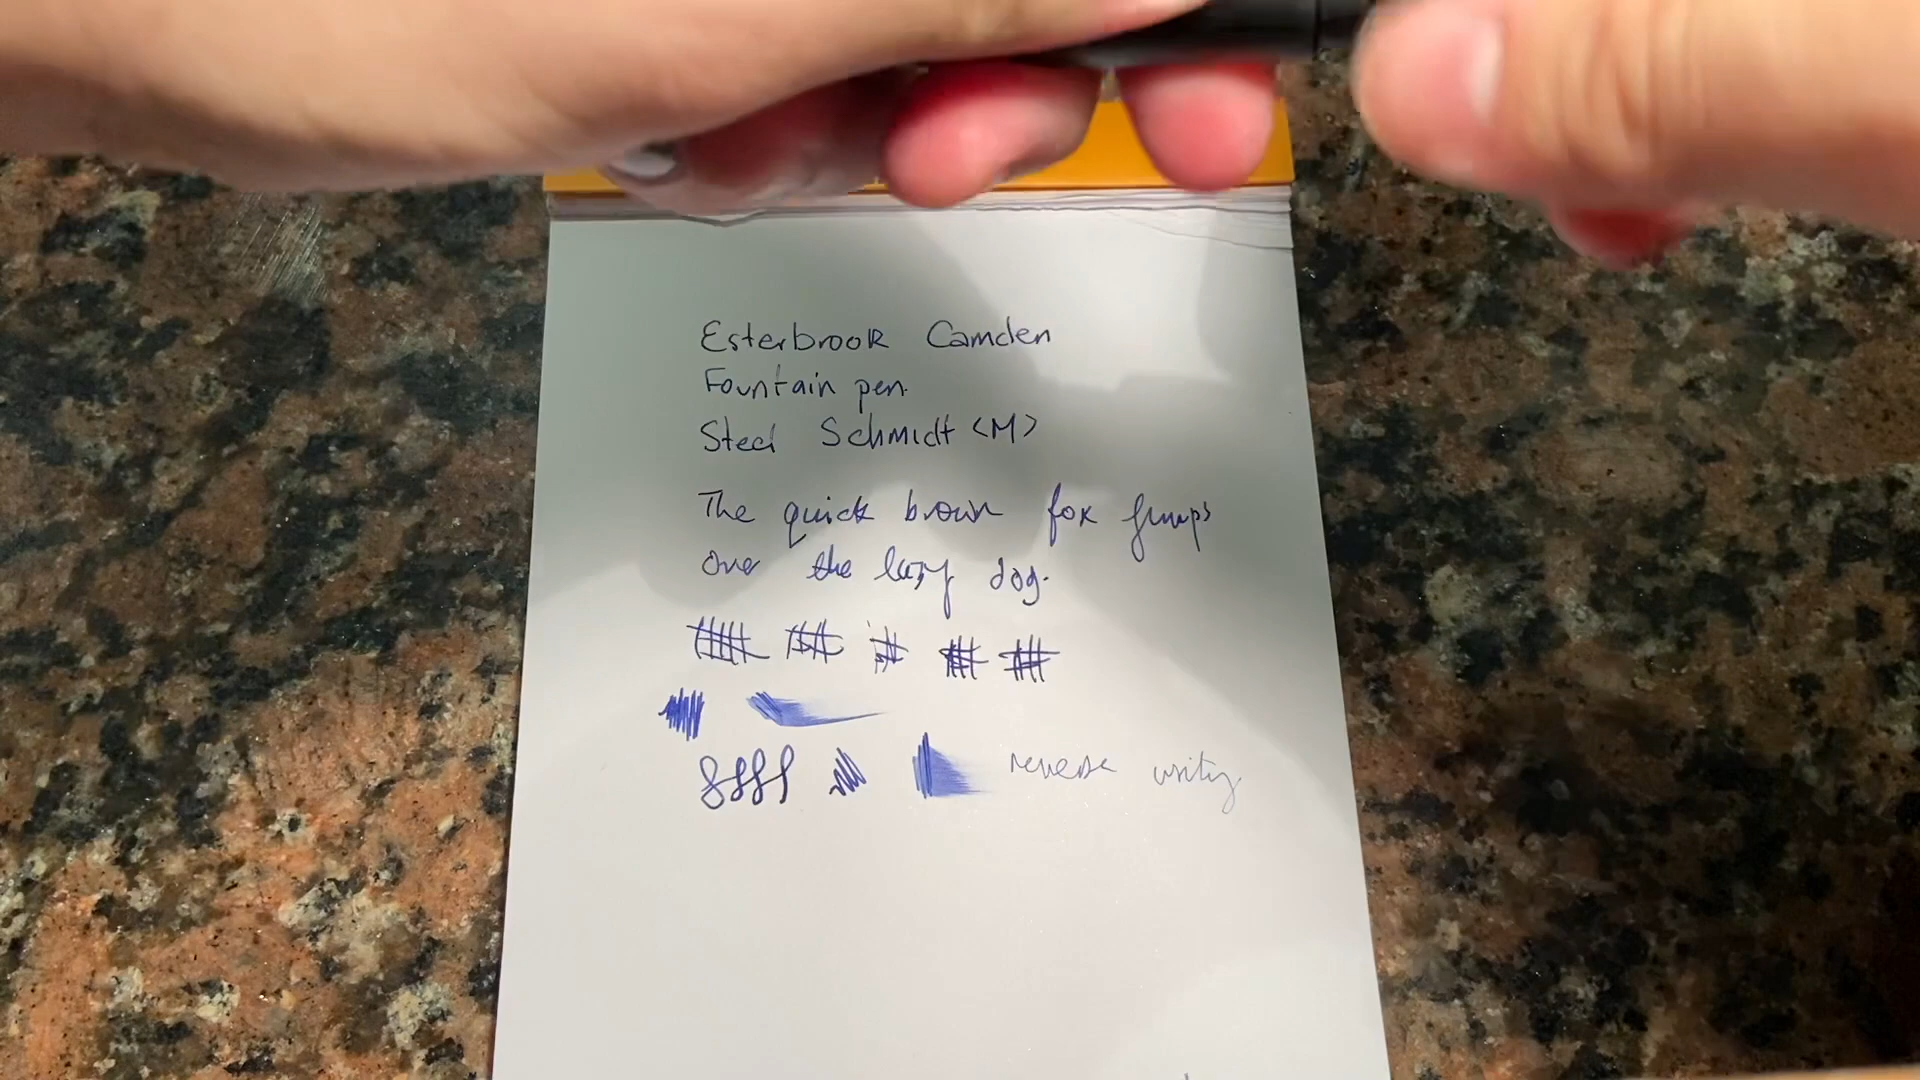 Esterbrook Camden
Fountain pen.
Steel Schmidt <M>
The quick brown fox jumps
over the lazy dog.
reverse writing